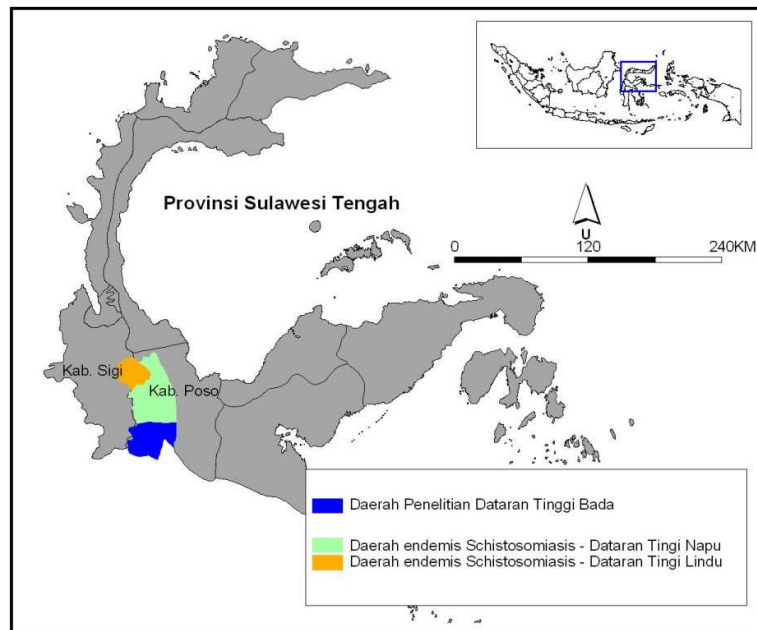 Provinsi Sulawesi Tengah
U
0 120 240KM
Kab. Sigi
Kab. Poso
Daerah Penelitian Dataran Tinggi Bada
Daerah endemis Schistosomiasis - Dataran Tingi Napu
Daerah endemis Schistosomiasis - Dataran Tingi Lindu